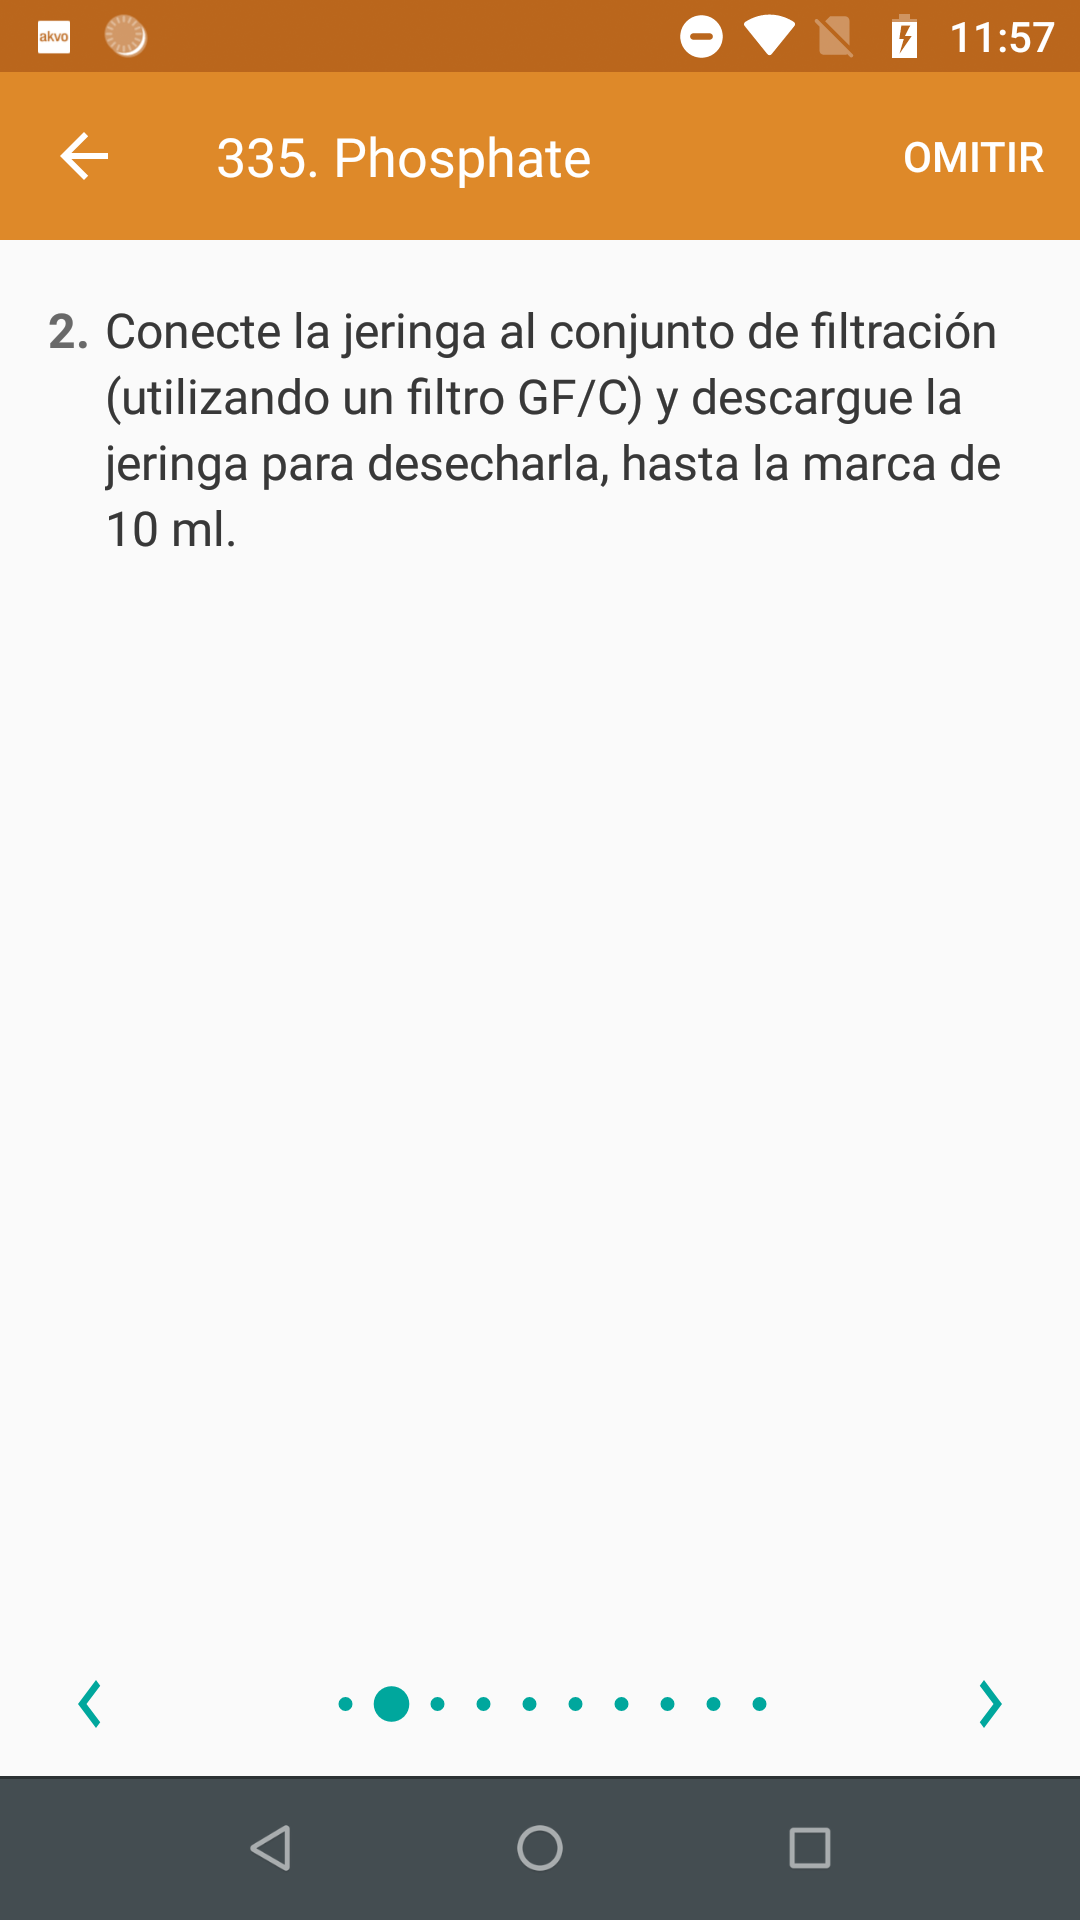 akvo
11:57
335. Phosphate
OMITIR
2. Conecte la jeringa al conjunto de filtración
(utilizando un filtro GF/C) y descargue la
jeringa para desecharla, hasta la marca de
10 ml.